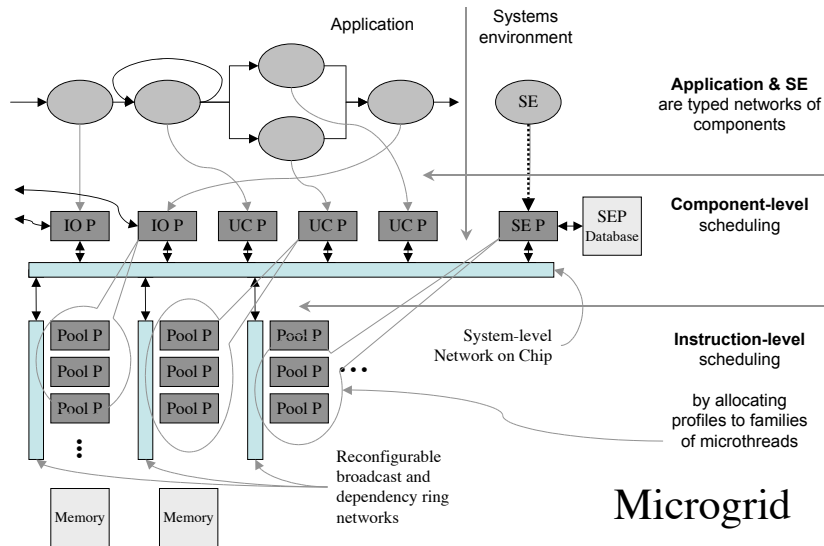 Application
Systems
environment
SE
Application & SE
are typed networks of
components
IO P
IO P
UC P
UC P
UC P
SE P
SEP
Database
Component-level
scheduling
Pool P
Pool P
Pool P
Pool P
Pool P
Pool P
Pool P
Pool P
Pool P
System-level
Network on Chip
Instruction-level
scheduling
by allocating
profiles to families
of microthreads
Reconfigurable
broadcast and
dependency ring
networks
Memory
Memory
Microgrid